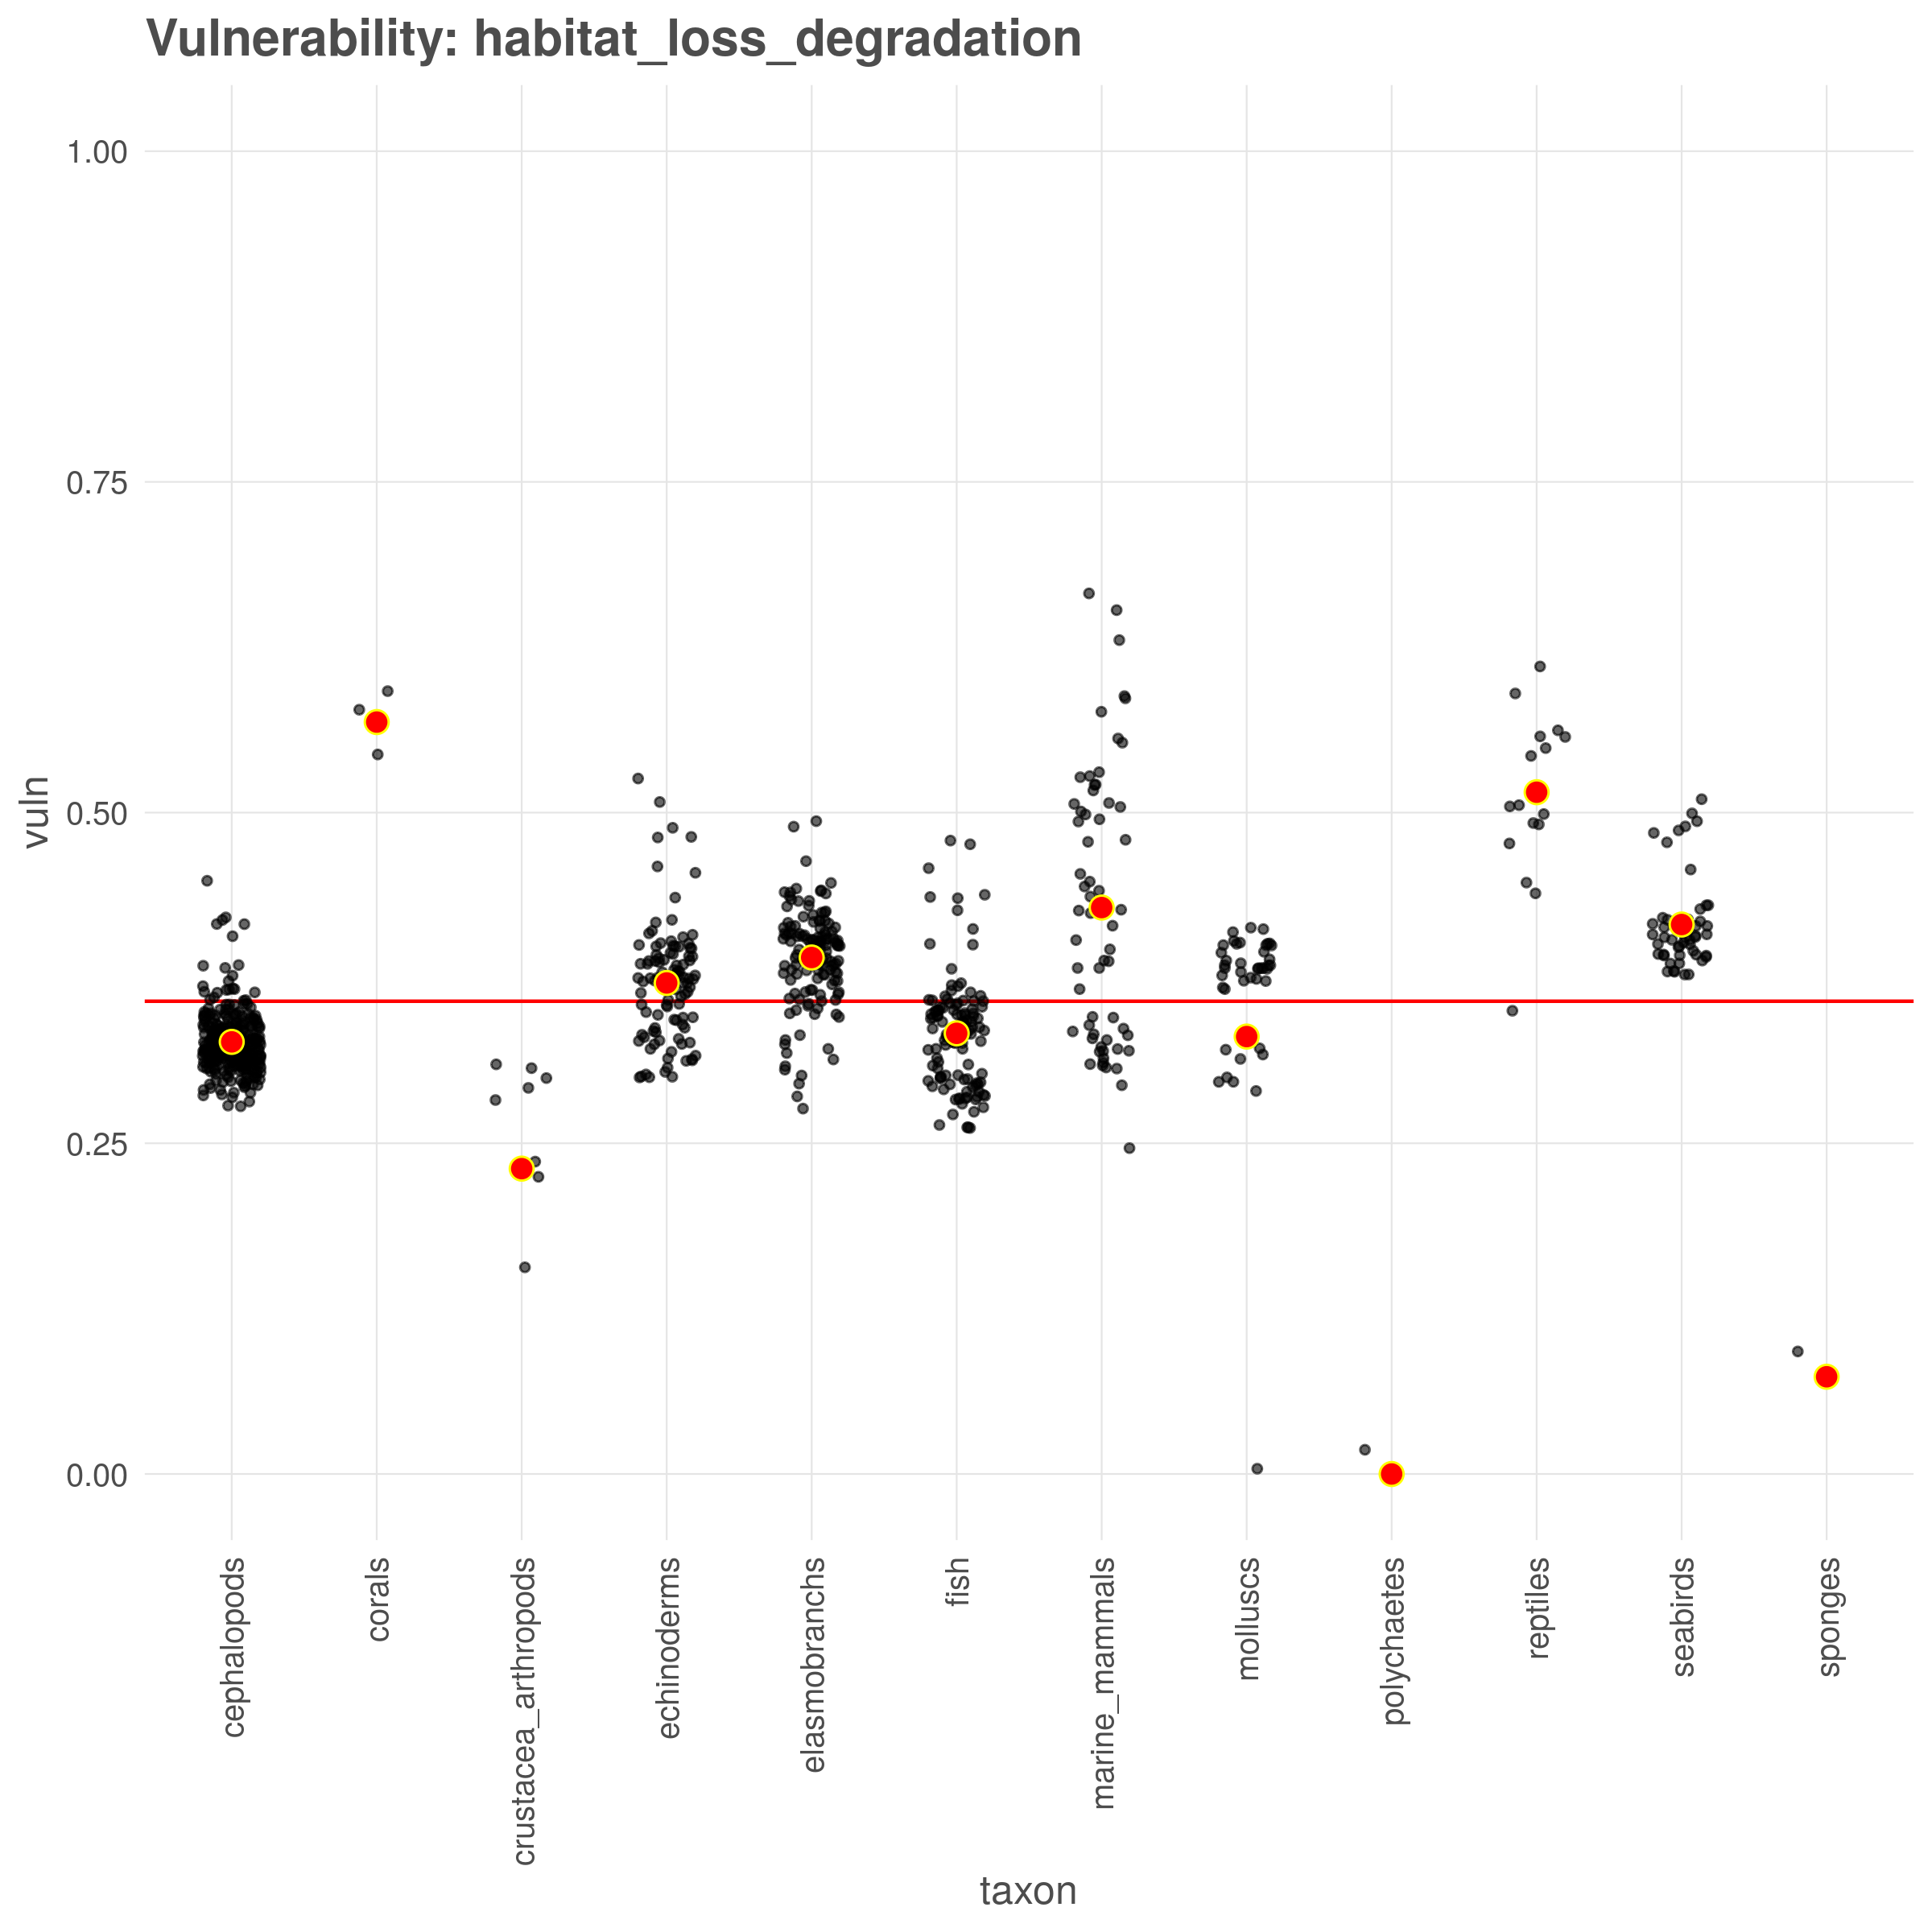 Vulnerability: habitat_loss_degradation
1.00
0.75
0.50
0.25
0.00
vuln
cephalopods
corals
crustacea_arthropods
echinoderms
elasmobranchs
fish
marine_mammals
molluscs
polychaetes
reptiles
seabirds
sponges
taxon